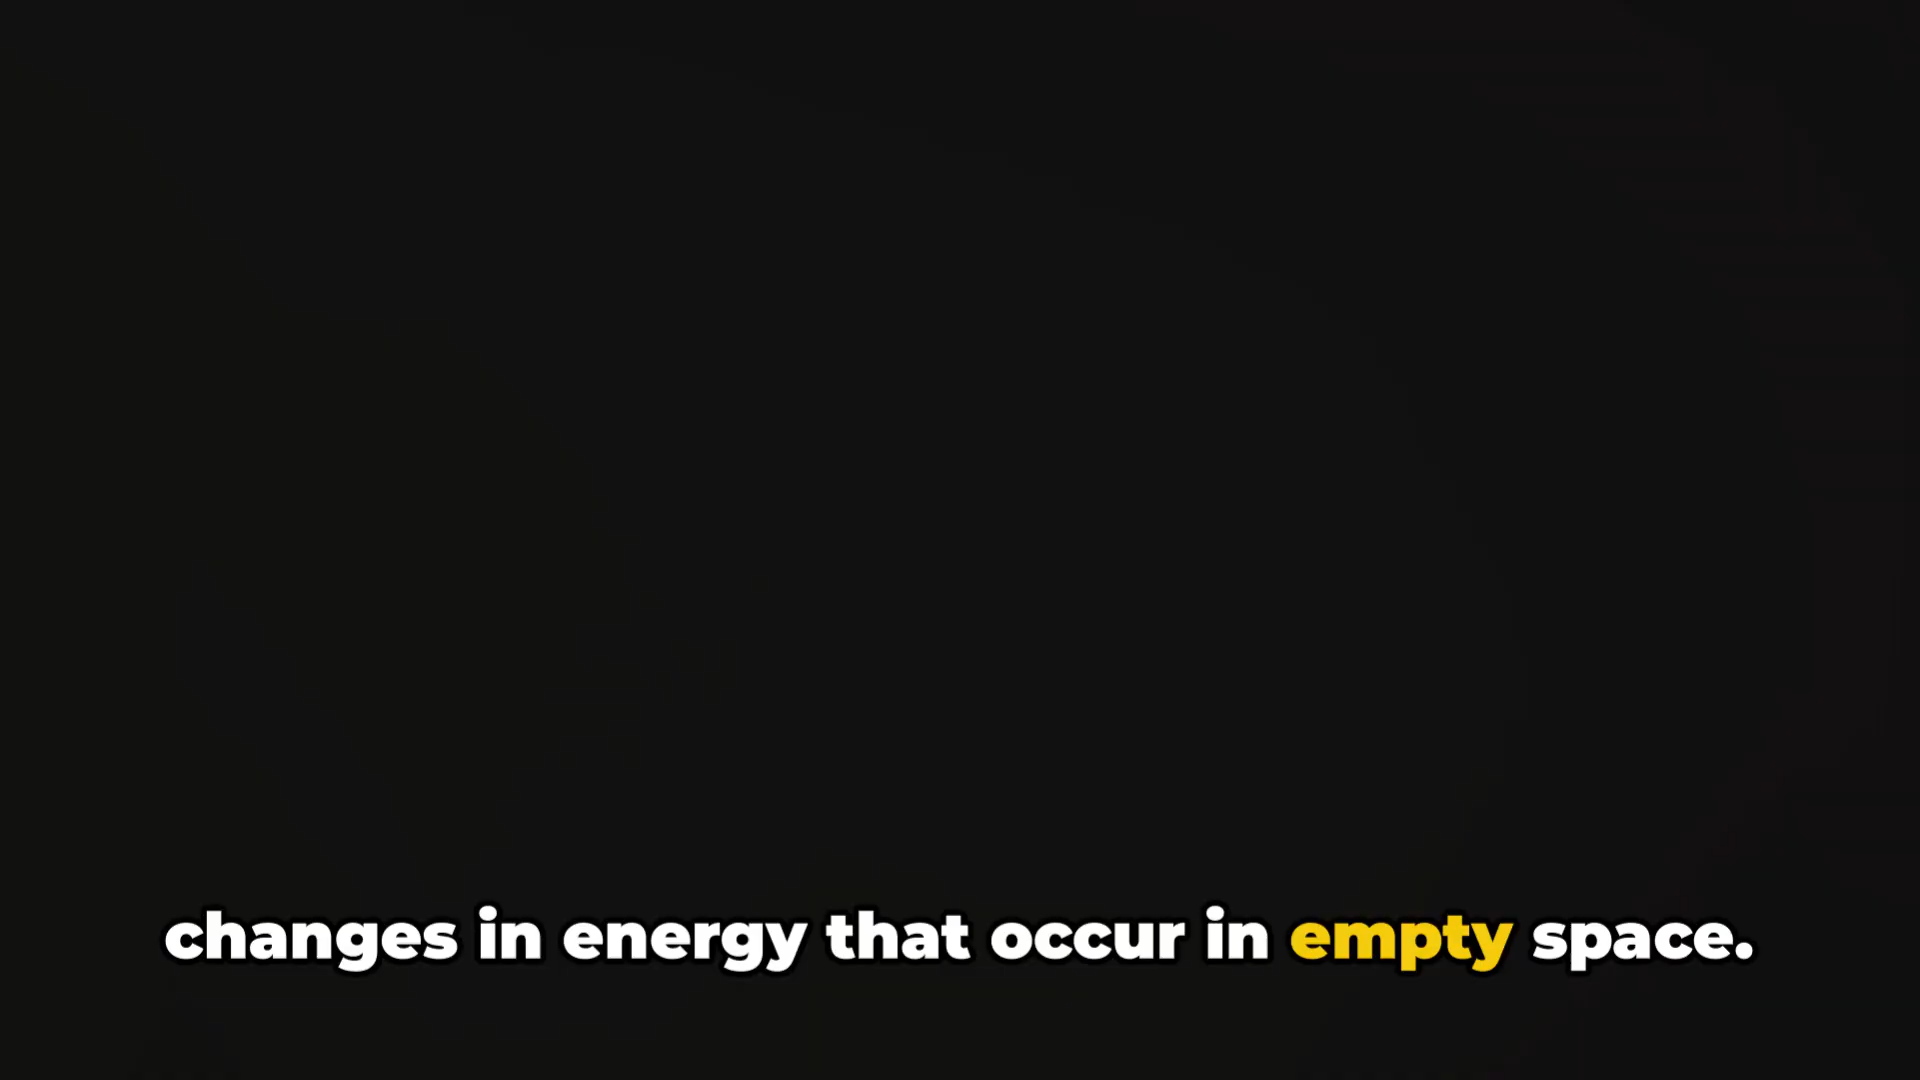 changes in energy that occur in empty space.